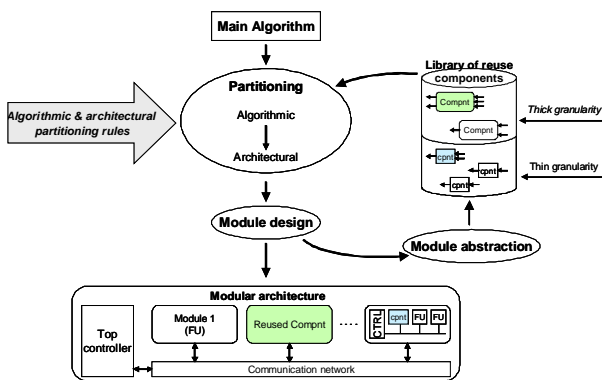 Main Algorithm
Library of reuse
components
Partitioning
Algorithmic
Architectural
Algorithmic & architectural
partitioning rules
Compnt
Compnt
cpnt
cpnt
cpnt
Thick granularity
Thin granularity
Module design
Module abstraction
Modular architecture
Top
controller
Module 1
(FU)
Reused Compnt
....
CTRL
cpnt
FU
FU
Communication network